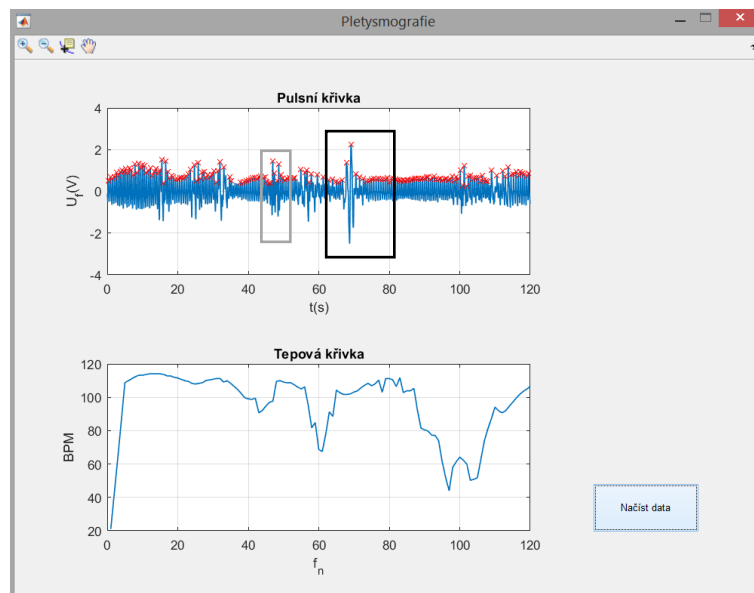 Pletysmografie
Pulsní křivka
4
2
0
-2
-4
U_f(V)
0 20 40 60 80 100 120
t(s)
Tepová křivka
120
100
80
60
40
20
BPM
0 20 40 60 80 100 120
f_n
Načíst data